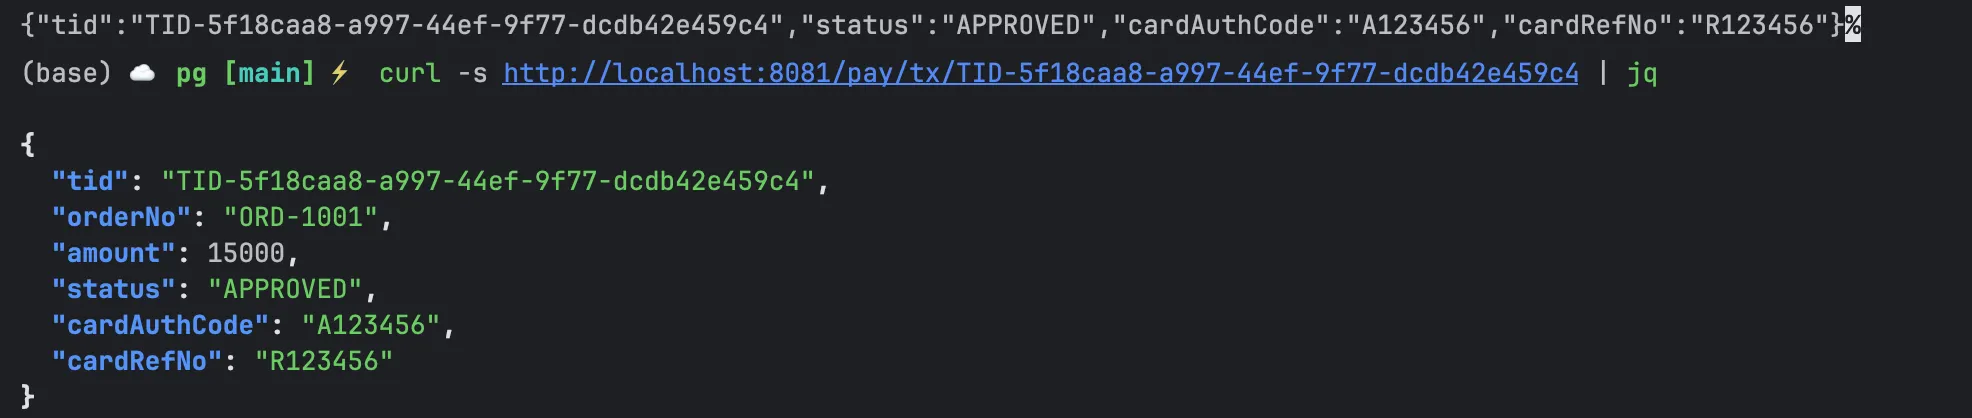 {"tid":"TID-5f18caa8-a997-44ef-9f77-dcdb42e459c4","status":"APPROVED","cardAuthCode":"A123456","cardRefNo":"R123456"}%
(base) ☁️ pg [main] ⚡ curl -s http://localhost:8081/pay/tx/TID-5f18caa8-a997-44ef-9f77-dcdb42e459c4 | jq
{
  "tid": "TID-5f18caa8-a997-44ef-9f77-dcdb42e459c4",
  "orderNo": "ORD-1001",
  "amount": 15000,
  "status": "APPROVED",
  "cardAuthCode": "A123456",
  "cardRefNo": "R123456"
}